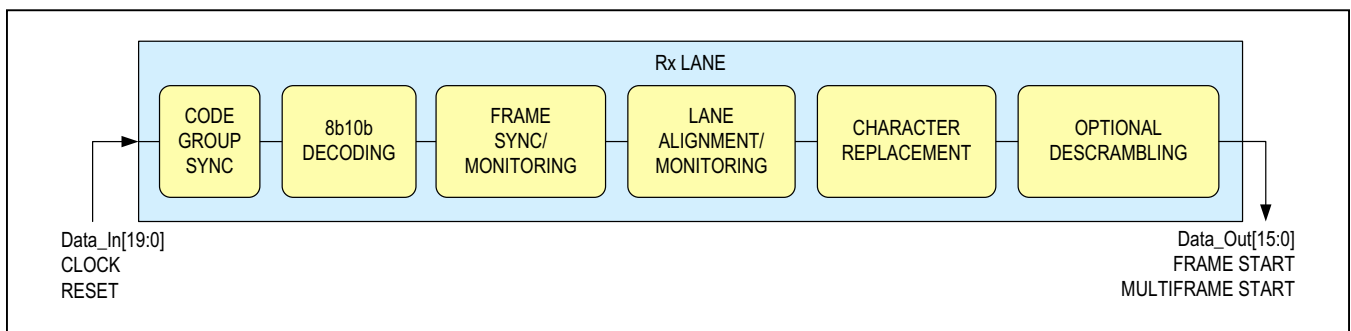 Rx LANE
CODE
GROUP
SYNC
8b10b
DECODING
FRAME
SYNC/
MONITORING
LANE
ALIGNMENT/
MONITORING
CHARACTER
REPLACEMENT
OPTIONAL
DESCRAMBLING
Data_In[19:0]
CLOCK
RESET
Data_Out[15:0]
FRAME START
MULTIFRAME START